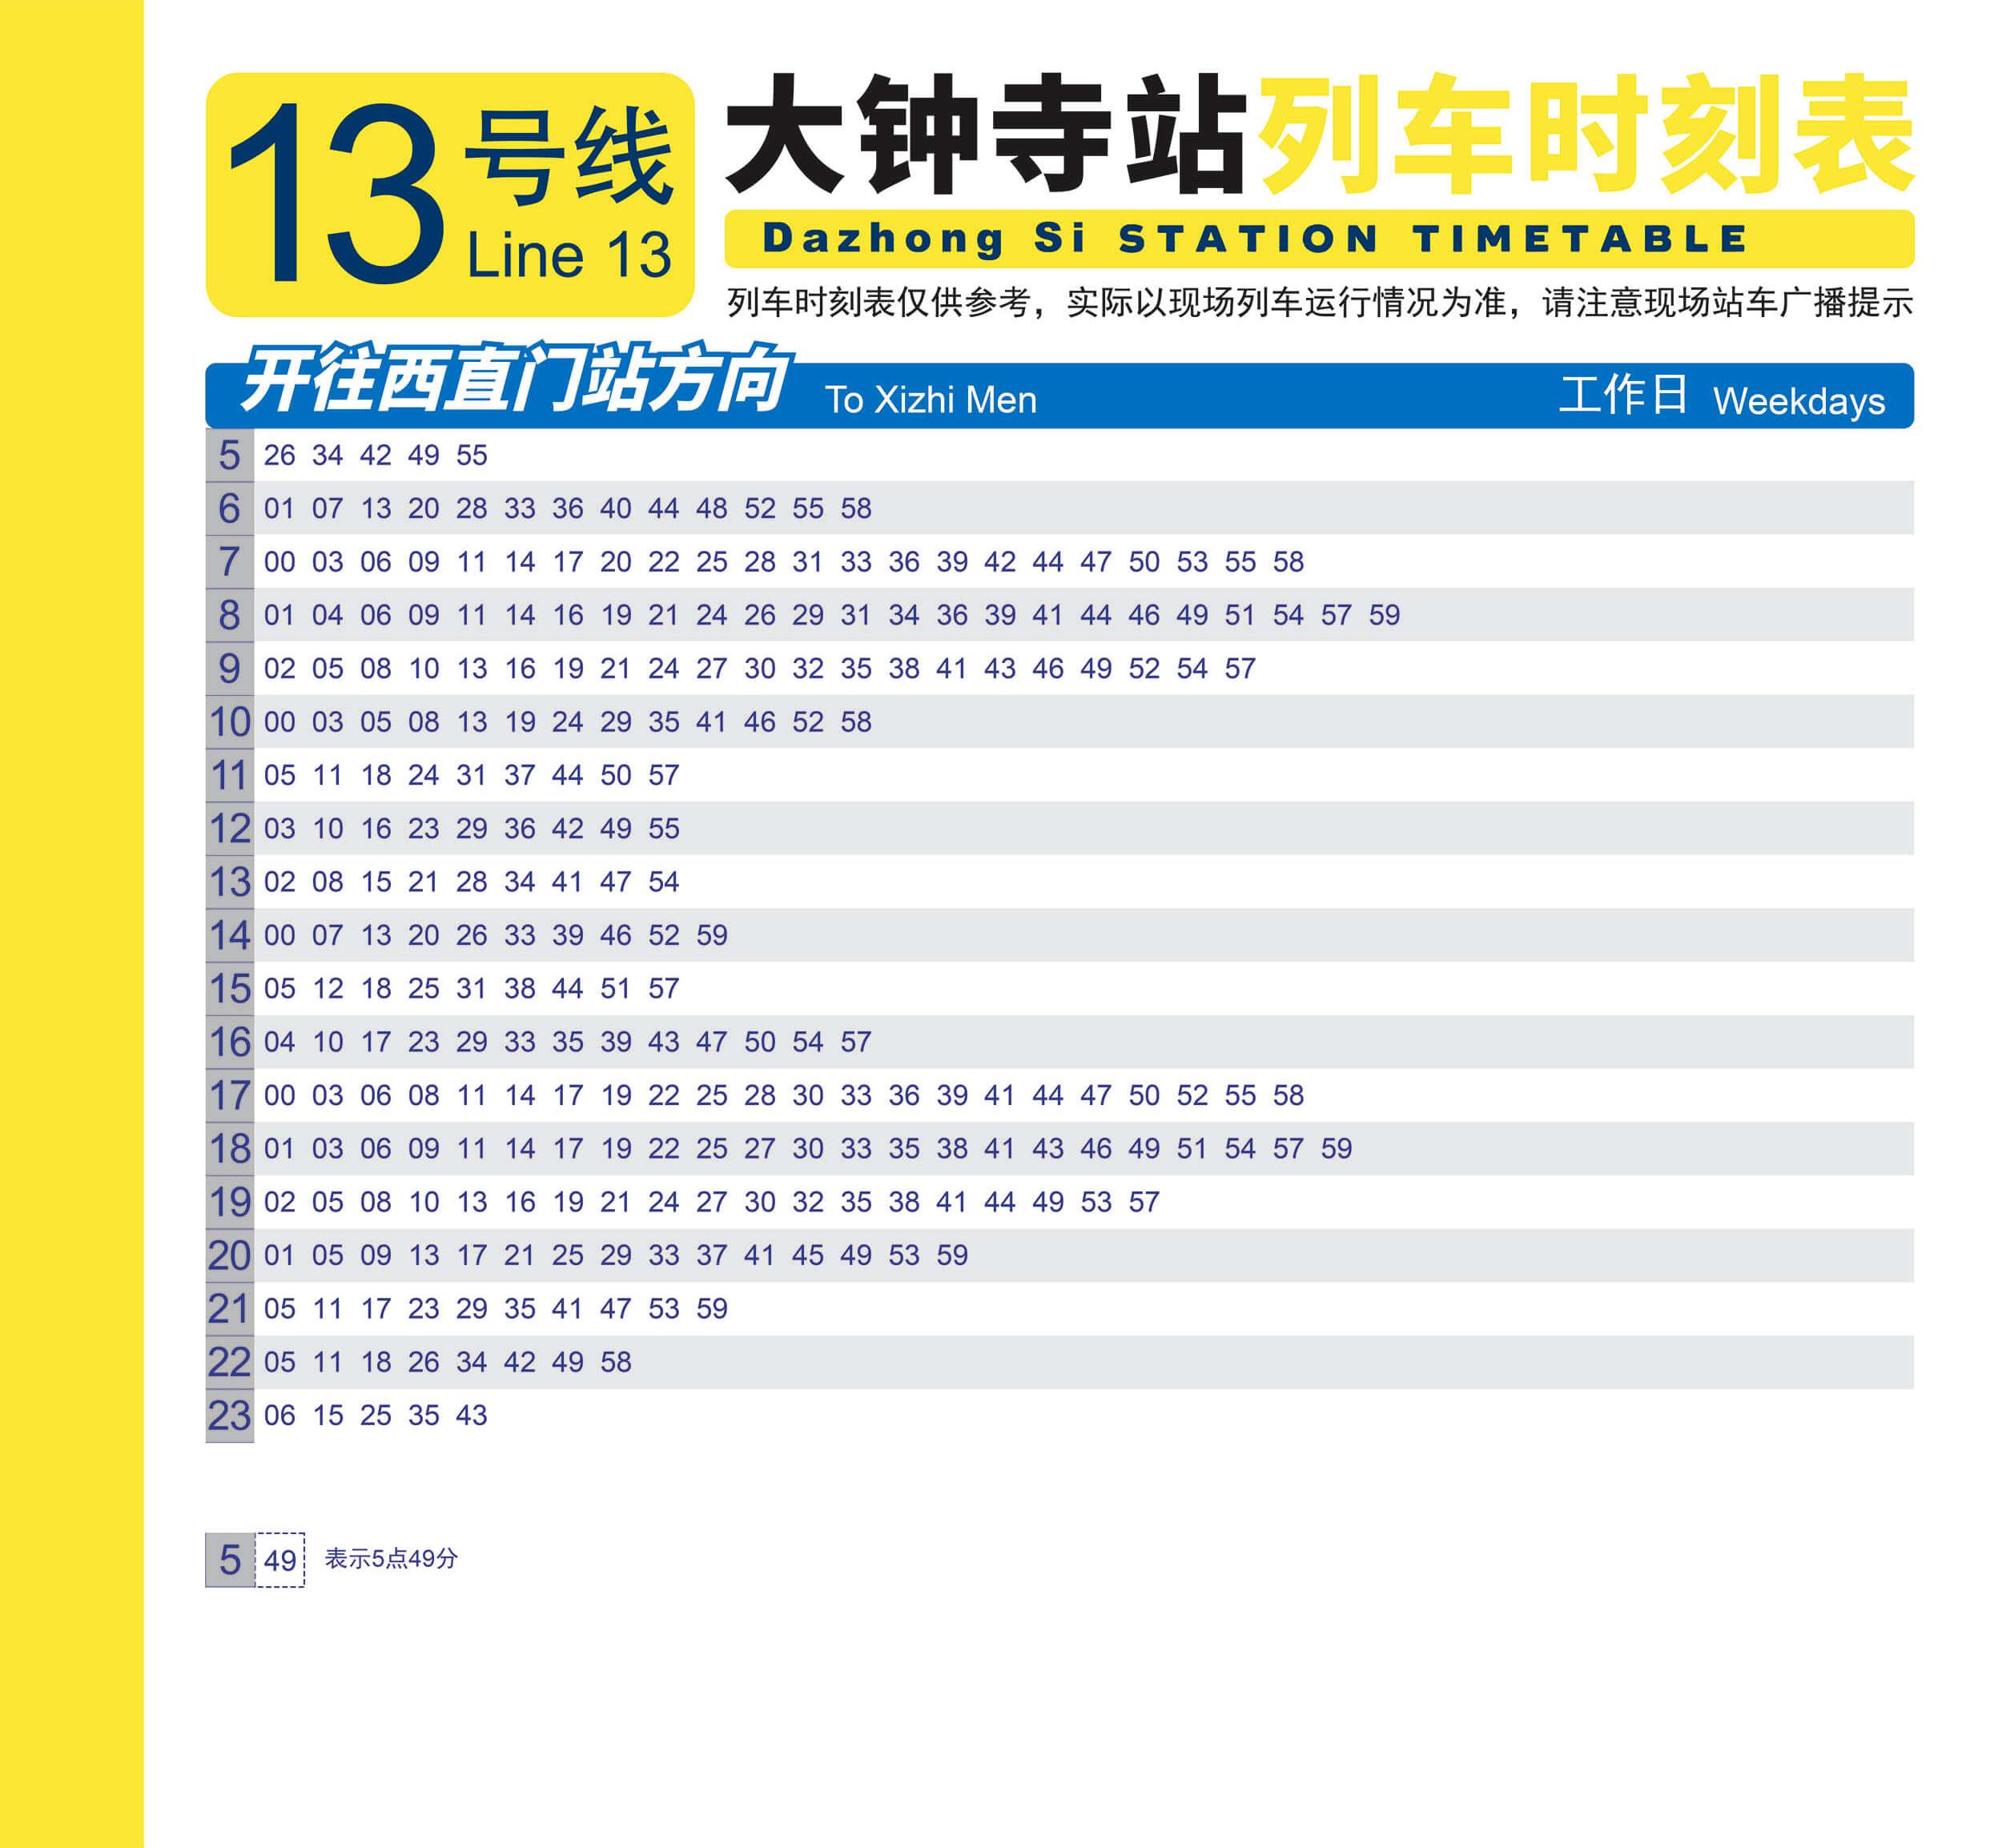 13号线
Line 13
大钟寺站列车时刻表
Dazhong Si STATION TIMETABLE
列车时刻表仅供参考，实际以现场列车运行情况为准，请注意现场站车广播提示
开往西直门站方向 To Xizhi Men 工作日 Weekdays
5 26 34 42 49 55
6 01 07 13 20 28 33 36 40 44 48 52 55 58
7 00 03 06 09 11 14 17 20 22 25 28 31 33 36 39 42 44 47 50 53 55 58
8 01 04 06 09 11 14 16 19 21 24 26 29 31 34 36 39 41 44 46 49 51 54 57 59
9 02 05 08 10 13 16 19 21 24 27 30 32 35 38 41 43 46 49 52 54 57
10 00 03 05 08 13 19 24 29 35 41 46 52 58
11 05 11 18 24 31 37 44 50 57
12 03 10 16 23 29 36 42 49 55
13 02 08 15 21 28 34 41 47 54
14 00 07 13 20 26 33 39 46 52 59
15 05 12 18 25 31 38 44 51 57
16 04 10 17 23 29 33 35 39 43 47 50 54 57
17 00 03 06 08 11 14 17 19 22 25 28 30 33 36 39 41 44 47 50 52 55 58
18 01 03 06 09 11 14 17 19 22 25 27 30 33 35 38 41 43 46 49 51 54 57 59
19 02 05 08 10 13 16 19 21 24 27 30 32 35 38 41 44 49 53 57
20 01 05 09 13 17 21 25 29 33 37 41 45 49 53 59
21 05 11 17 23 29 35 41 47 53 59
22 05 11 18 26 34 42 49 58
23 06 15 25 35 43
5 49 表示5点49分